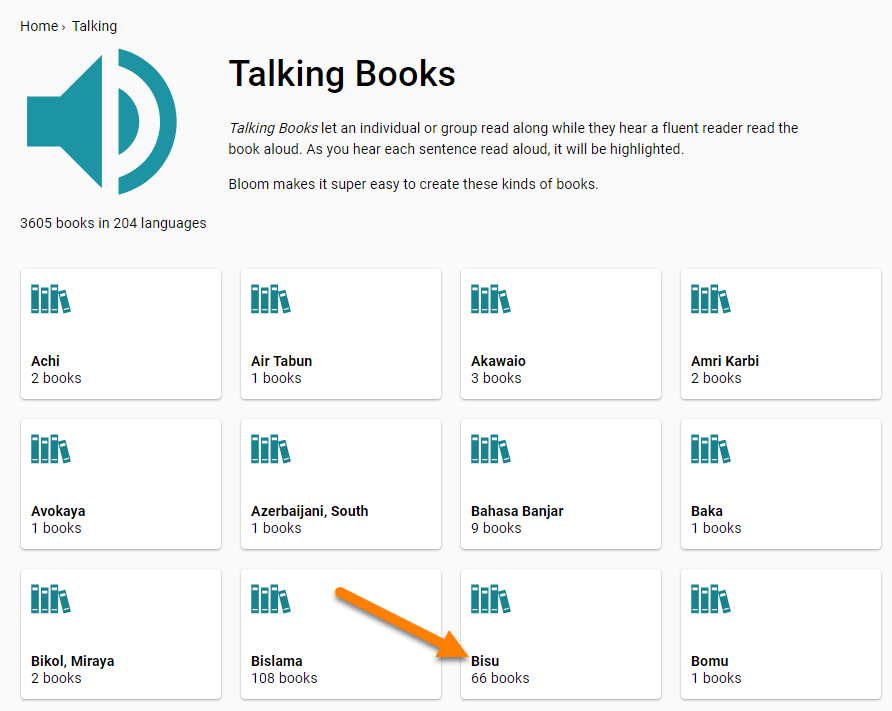 Home › Talking
Talking Books
Talking Books let an individual or group read along while they hear a fluent reader read the
book aloud. As you hear each sentence read aloud, it will be highlighted.
Bloom makes it super easy to create these kinds of books.
3605 books in 204 languages
Achi
2 books
Air Tabun
1 books
Akawaio
3 books
Amri Karbi
2 books
Avokaya
1 books
Azerbaijani, South
1 books
Bahasa Banjar
9 books
Baka
1 books
Bikol, Miraya
2 books
Bislama
108 books
Bisu
66 books
Bomu
1 books